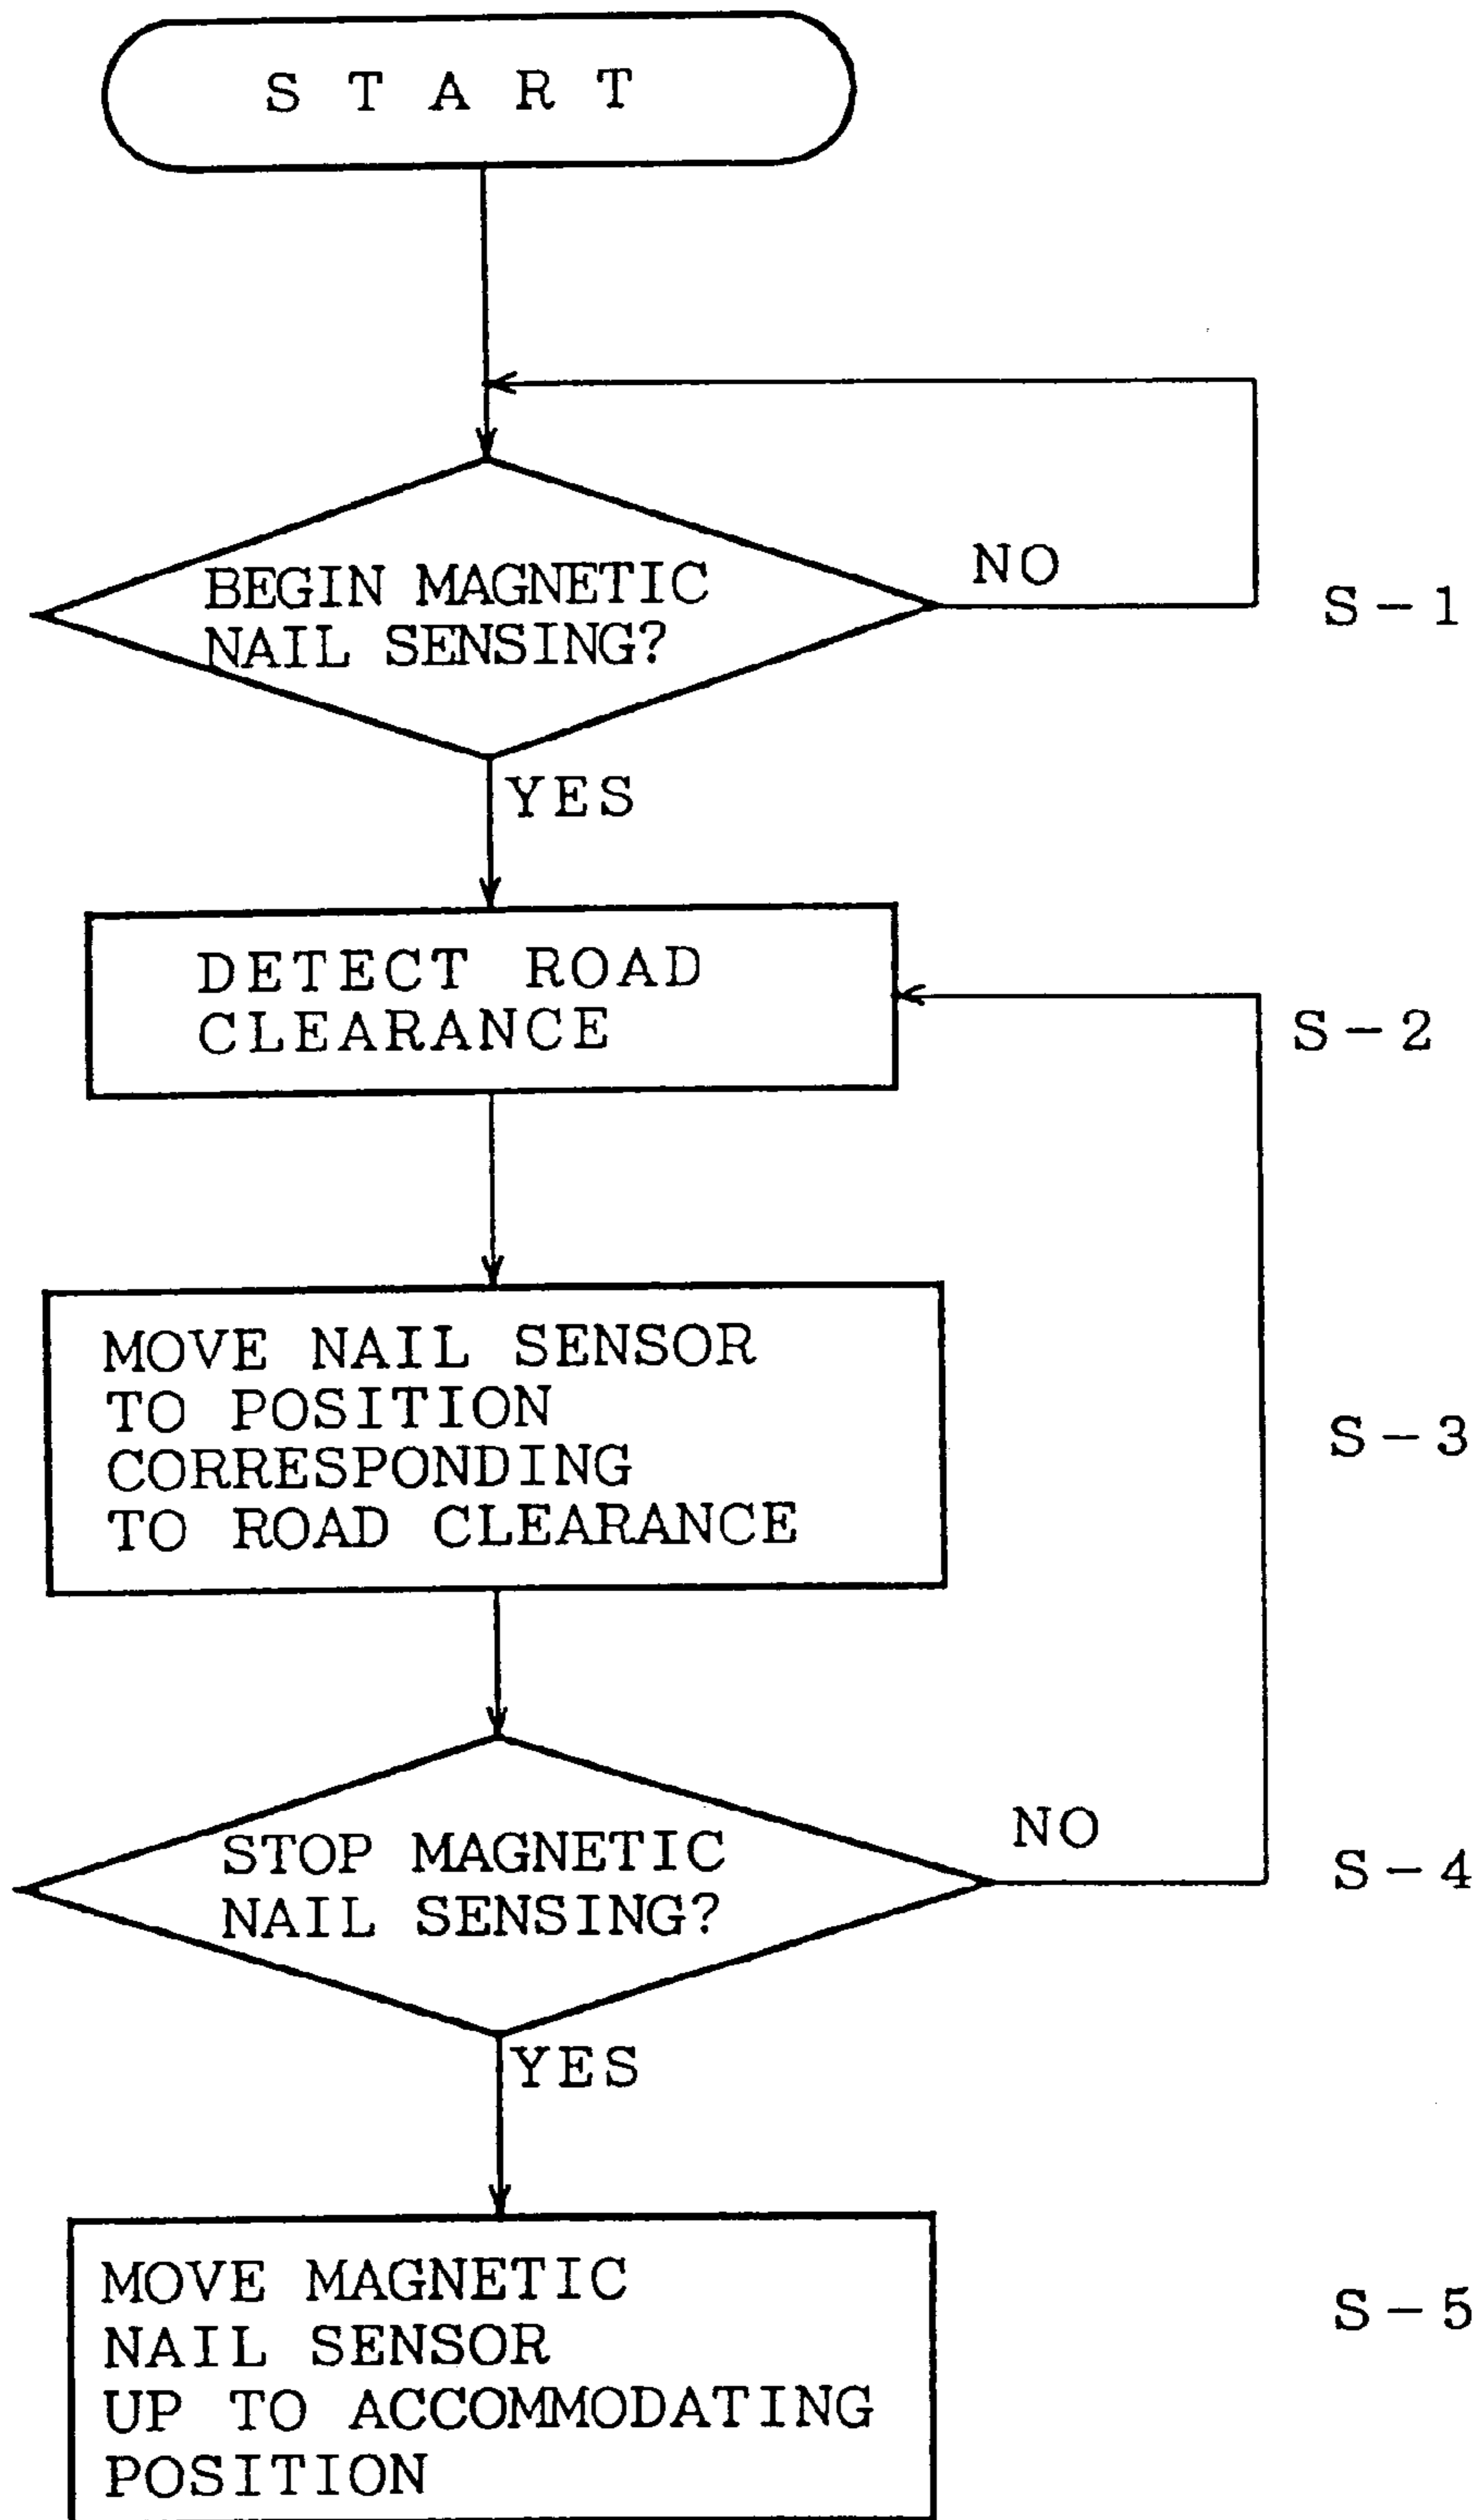 START
BEGIN MAGNETIC
NAIL SENSING?
NO
S-1
YES
DETECT ROAD
CLEARANCE
S-2
MOVE NAIL SENSOR
TO POSITION
CORRESPONDING
TO ROAD CLEARANCE
S-3
STOP MAGNETIC
NAIL SENSING?
NO
S-4
YES
MOVE MAGNETIC
NAIL SENSOR
UP TO ACCOMMODATING
POSITION
S-5